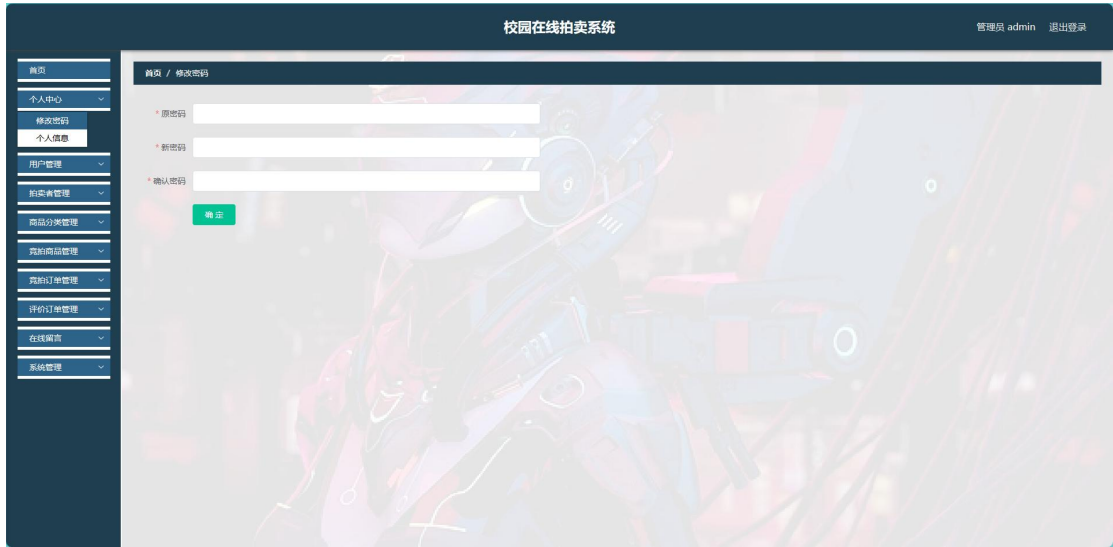 校园在线拍卖系统
管理员 admin 退出登录
首页
首页 / 修改密码
个人中心
修改密码
个人信息
* 原密码
* 新密码
* 确认密码
确定
用户管理
拍卖者管理
商品分类管理
竞拍商品管理
竞拍订单管理
评价订单管理
在线留言
系统管理